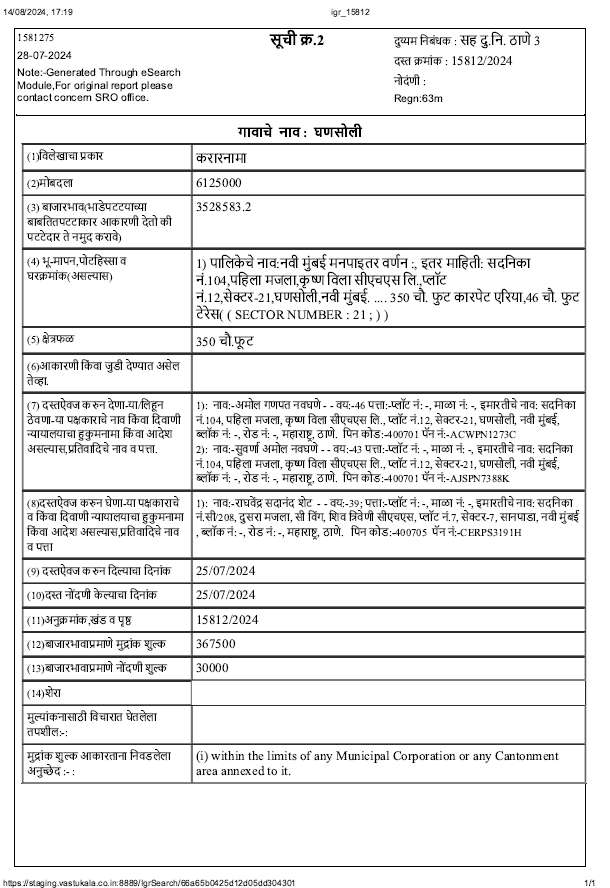 14/08/2024, 17:19 igr_15812
1581275
28-07-2024
Note:-Generated Through eSearch
Module,For original report please
contact concern SRO office.
सूची क्र.2
दुय्यम निबंधक : सह दु.नि. ठाणे 3
दस्त क्रमांक : 15812/2024
नोदंणी :
Regn:63m
गावाचे नाव : घणसोली
(1)विलेखाचा प्रकार करारनामा
(2)मोबदला 6125000
(3) बाजारभाव(भाडेपटटयाच्या
बाबतितपटटाकार आकारणी देतो की
पटटेदार ते नमुद करावे)
3528583.2
(4) भू-मापन,पोटहिस्सा व
घरक्रमांक(असल्यास)
1) पालिकेचे नाव:नवी मुंबई मनपाइतर वर्णन :, इतर माहिती: सदनिका
नं.104,पहिला मजला,कृष्ण विला सीएचएस लि.,प्लॉट
नं.12,सेक्टर-21,घणसोली,नवी मुंबई. .... 350 चौ. फुट कारपेट एरिया,46 चौ. फुट
टेरेस( ( SECTOR NUMBER : 21 ; ) )
(5) क्षेत्रफळ 350 चौ.फूट
(6)आकारणी किंवा जुडी देण्यात असेल
तेव्हा.
(7) दस्तऐवज करुन देणा-या/लिहून
ठेवणा-या पक्षकाराचे नाव किंवा दिवाणी
न्यायालयाचा हुकुमनामा किंवा आदेश
असल्यास,प्रतिवादिचे नाव व पत्ता.
1): नाव:-अमोल गणपत नवघणे - - वय:-46 पत्ता:-प्लॉट नं: -, माळा नं: -, इमारतीचे नाव: सदनिका
नं.104, पहिला मजला, कृष्ण विला सीएचएस लि., प्लॉट नं.12, सेक्टर-21, घणसोली, नवी मुंबई,
ब्लॉक नं: -, रोड नं: -, महाराष्ट्र, ठाणे. पिन कोड:-400701 पॅन नं:-ACWPN1273C
2): नाव:-सुवर्णा अमोल नवघणे - - वय:-43 पत्ता:-प्लॉट नं: -, माळा नं: -, इमारतीचे नाव: सदनिका
नं.104, पहिला मजला, कृष्ण विला सीएचएस लि., प्लॉट नं.12, सेक्टर-21, घणसोली, नवी मुंबई,
ब्लॉक नं: -, रोड नं: -, महाराष्ट्र, ठाणे. पिन कोड:-400701 पॅन नं:-AJSPN7388K
(8)दस्तऐवज करुन घेणा-या पक्षकाराचे
व किंवा दिवाणी न्यायालयाचा हुकुमनामा
किंवा आदेश असल्यास,प्रतिवादिचे नाव
व पत्ता
1): नाव:-राघवेंद्र सदानंद शेट - - वय:-39; पत्ता:-प्लॉट नं: -, माळा नं: -, इमारतीचे नाव: सदनिका
नं.सी/208, दुसरा मजला, सी विंग, शिव त्रिवेणी सीएचएस, प्लॉट नं.7, सेक्टर-7, सानपाडा, नवी मुंबई
, ब्लॉक नं: -, रोड नं: -, महाराष्ट्र, ठाणे. पिन कोड:-400705 पॅन नं:-CERPS3191H
(9) दस्तऐवज करुन दिल्याचा दिनांक 25/07/2024
(10)दस्त नोंदणी केल्याचा दिनांक 25/07/2024
(11)अनुक्रमांक,खंड व पृष्ठ 15812/2024
(12)बाजारभावाप्रमाणे मुद्रांक शुल्क 367500
(13)बाजारभावाप्रमाणे नोंदणी शुल्क 30000
(14)शेरा
मुल्यांकनासाठी विचारात घेतलेला
तपशील:-:
मुद्रांक शुल्क आकारताना निवडलेला
अनुच्छेद :- :
(i) within the limits of any Municipal Corporation or any Cantonment
area annexed to it.
https://staging.vastukala.co.in:8889/IgrSearch/66a65b0425d12d05dd304301 1/1